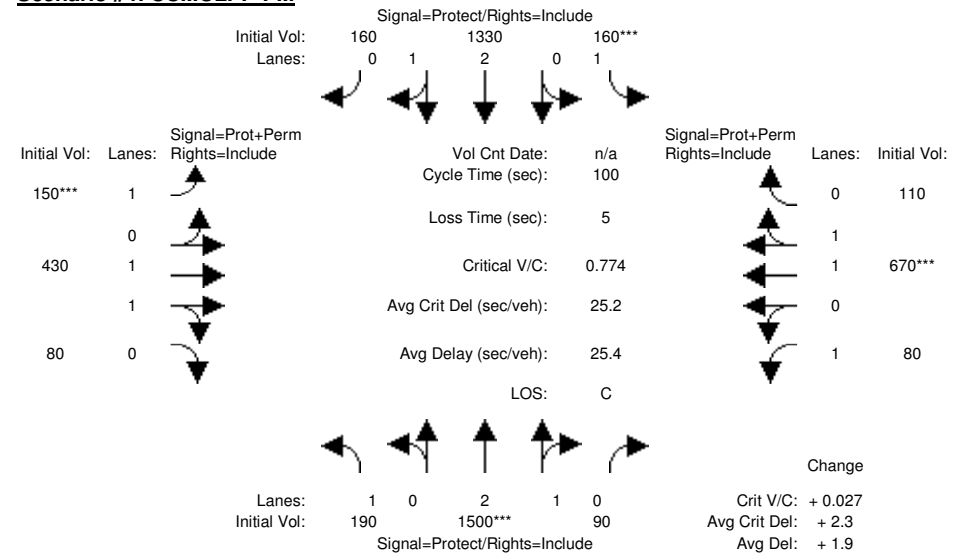 Signal=Protect/Rights=Include
Initial Vol: 160 1330 160***
Lanes: 0 1 2 0 1
Signal=Prot+Perm Signal=Prot+Perm
Initial Vol: Lanes: Rights=Include Vol Cnt Date: n/a Rights=Include Lanes: Initial Vol:
Cycle Time (sec): 100
150*** 1 0 110
Loss Time (sec): 5
0 1
430 1 Critical V/C: 0.774 1 670***
1 Avg Crit Del (sec/veh): 25.2 0
80 0 Avg Delay (sec/veh): 25.4 1 80
LOS: C
Change
Lanes: 1 0 2 1 0 Crit V/C: + 0.027
Initial Vol: 190 1500*** 90 Avg Crit Del: + 2.3
Signal=Protect/Rights=Include Avg Del: + 1.9